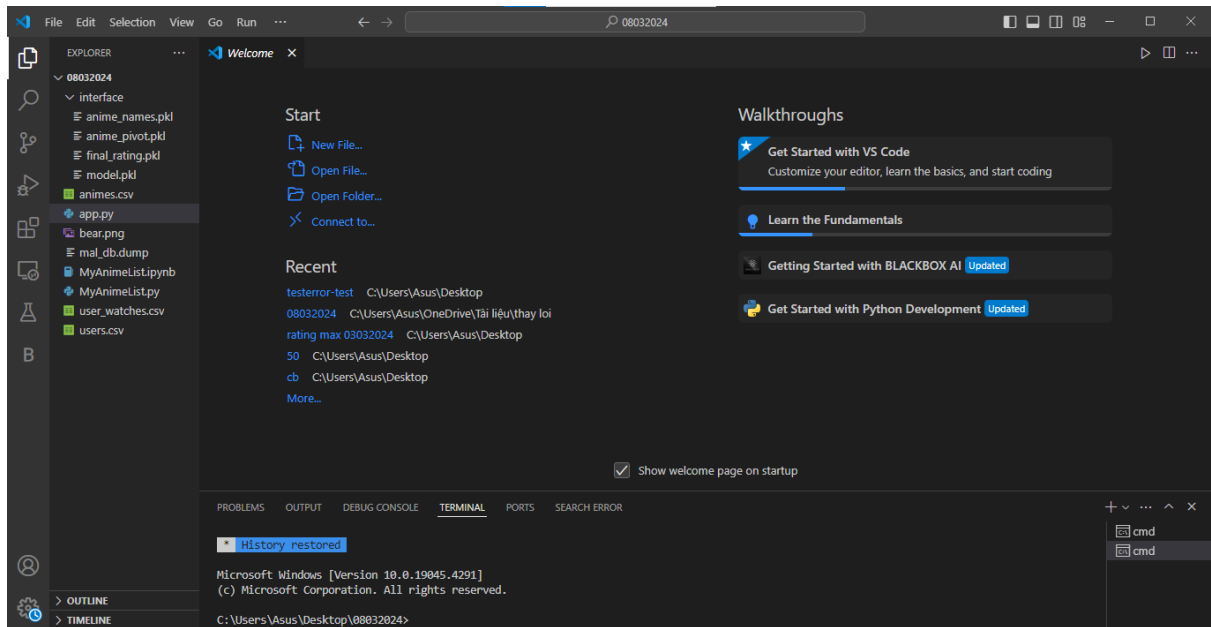 File Edit Selection View Go Run ···
08032024
EXPLORER ···
08032024
interface
anime_names.pkl
anime_pivot.pkl
final_rating.pkl
model.pkl
animes.csv
app.py
bear.png
mal_db.dump
MyAnimeList.ipynb
MyAnimeList.py
user_watches.csv
users.csv
OUTLINE
TIMELINE
Welcome
Start
New File...
Open File...
Open Folder...
Connect to...
Recent
testerror-test C:\Users\Asus\Desktop
08032024 C:\Users\Asus\OneDrive\Tài liệu\thay loi
rating max 03032024 C:\Users\Asus\Desktop
50 C:\Users\Asus\Desktop
cb C:\Users\Asus\Desktop
More...
Walkthroughs
Get Started with VS Code
Customize your editor, learn the basics, and start coding
Learn the Fundamentals
Getting Started with BLACKBOX AI Updated
Get Started with Python Development Updated
Show welcome page on startup
PROBLEMS OUTPUT DEBUG CONSOLE TERMINAL PORTS SEARCH ERROR
* History restored
Microsoft Windows [Version 10.0.19045.4291]
(c) Microsoft Corporation. All rights reserved.
C:\Users\Asus\Desktop\08032024>
cmd
cmd
B